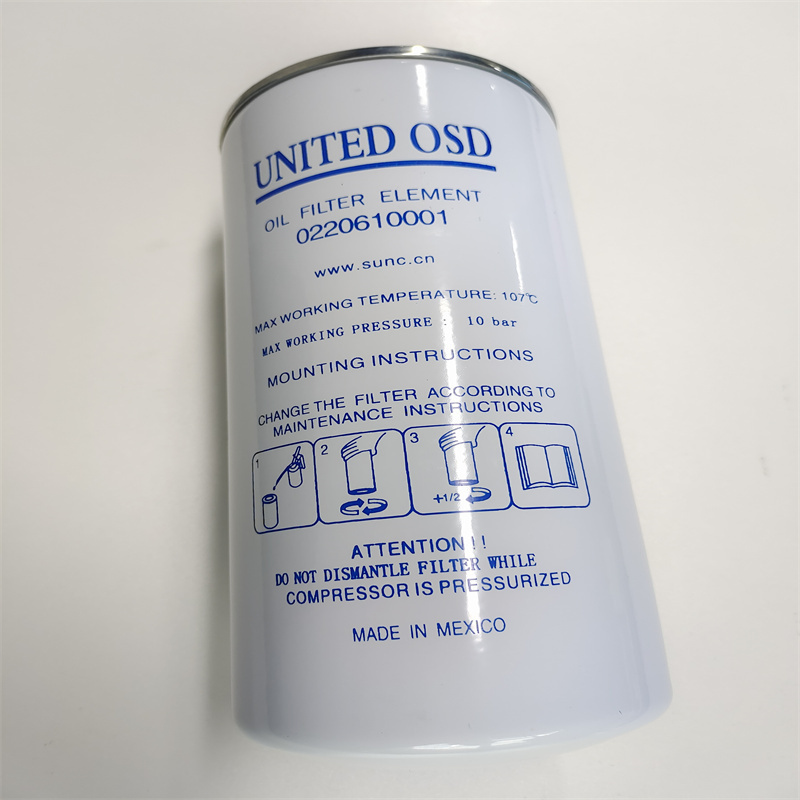 UNITED OSD
OIL FILTER ELEMENT
0220610001
www.sunc.cn
MAX WORKING TEMPERATURE: 107℃
MAX WORKING PRESSURE : 10 bar
MOUNTING INSTRUCTIONS
CHANGE THE FILTER ACCORDING TO
MAINTENANCE INSTRUCTIONS
1 2 3 4
+1/2
ATTENTION!!
DO NOT DISMANTLE FILTER WHILE
COMPRESSOR IS PRESSURIZED
MADE IN MEXICO